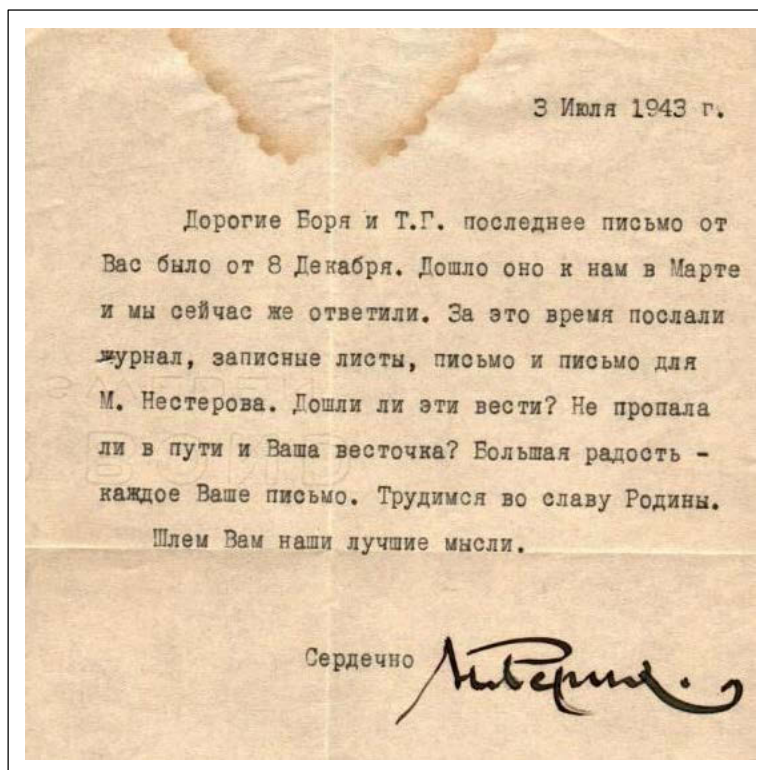 3 Июля 1943 г.
Дорогие Боря и Т.Г. последнее письмо от
Вас было от 8 Декабря. Дошло оно к нам в Марте
и мы сейчас же ответили. За это время послали
журнал, записные листы, письмо и письмо для
М. Нестерова. Дошли ли эти вести? Не пропала
ли в пути и Ваша весточка? Большая радость –
каждое Ваше письмо. Трудимся во славу Родины.
Шлем Вам наши лучшие мысли.
Сердечно Н. Рерих.